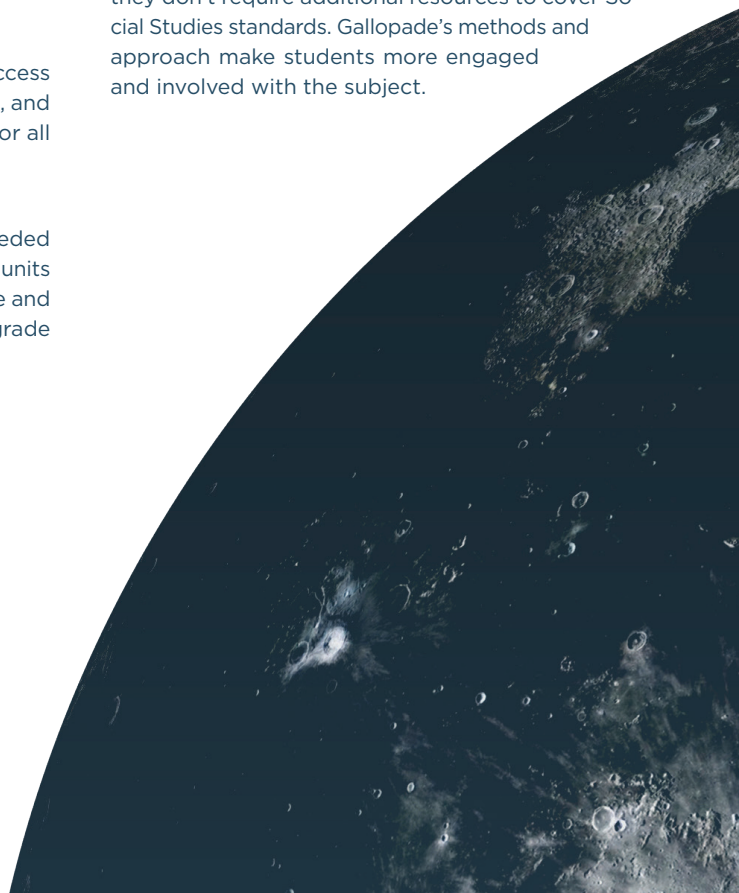 they don't require additional resources to cover So-
cial Studies standards. Gallopade’s methods and
approach make students more engaged
and involved with the subject.
ccess
, and
or all
eded
units
e and
grade